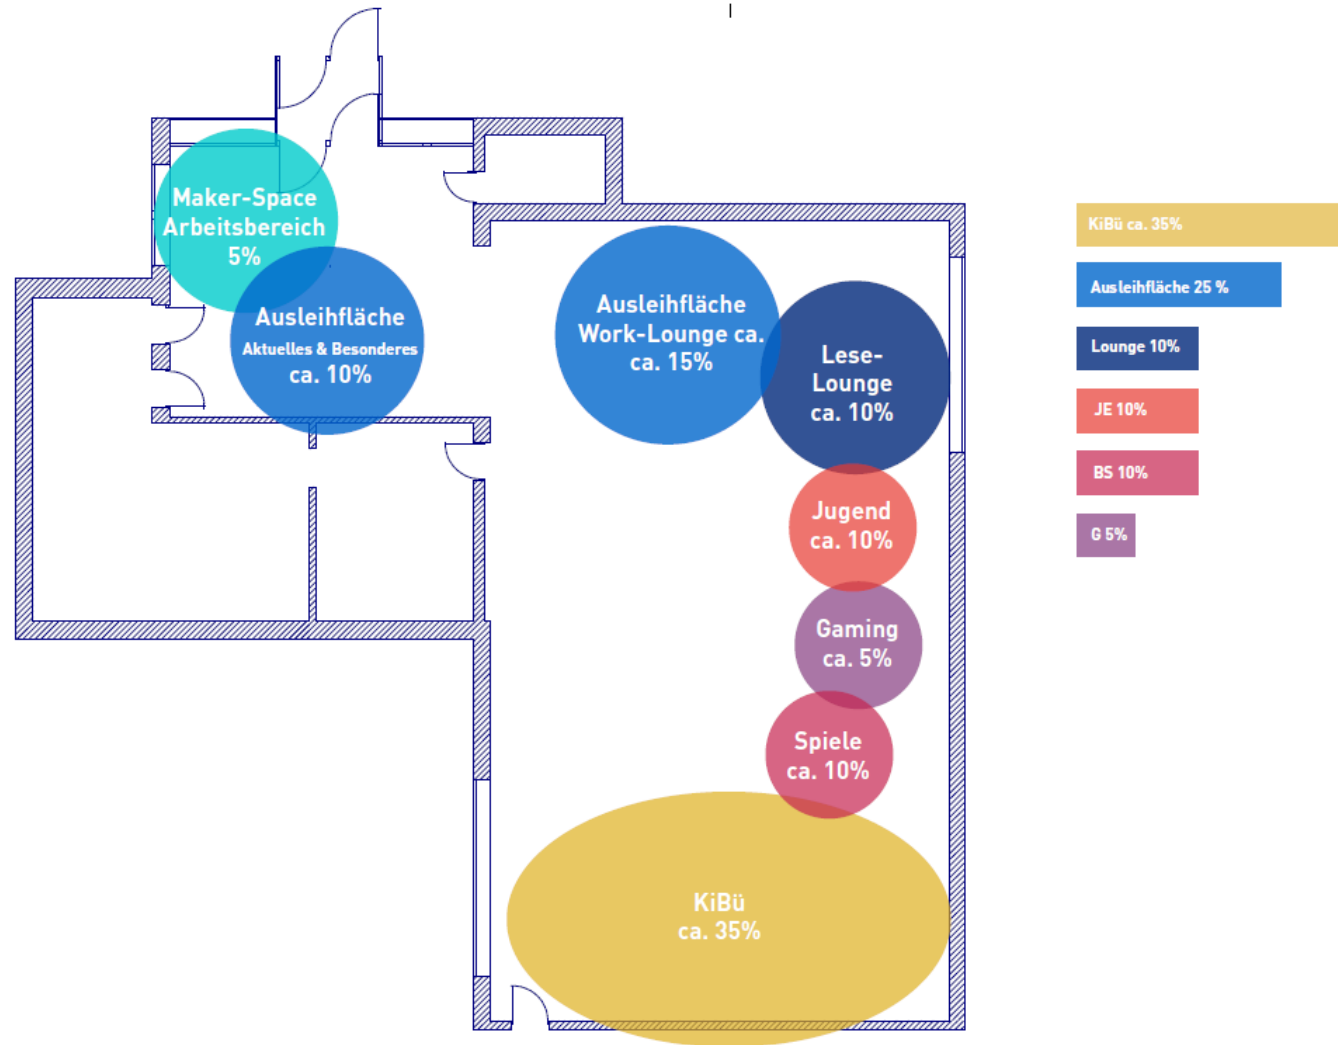 Maker-Space
Arbeitsbereich
5%
Ausleihfläche
Aktuelles & Besonderes
ca. 10%
Ausleihfläche
Work-Lounge ca.
ca. 15%
Lese-
Lounge
ca. 10%
Jugend
ca. 10%
Gaming
ca. 5%
Spiele
ca. 10%
KiBü
ca. 35%
KiBü ca. 35%
Ausleihfläche 25 %
Lounge 10%
JE 10%
BS 10%
G 5%